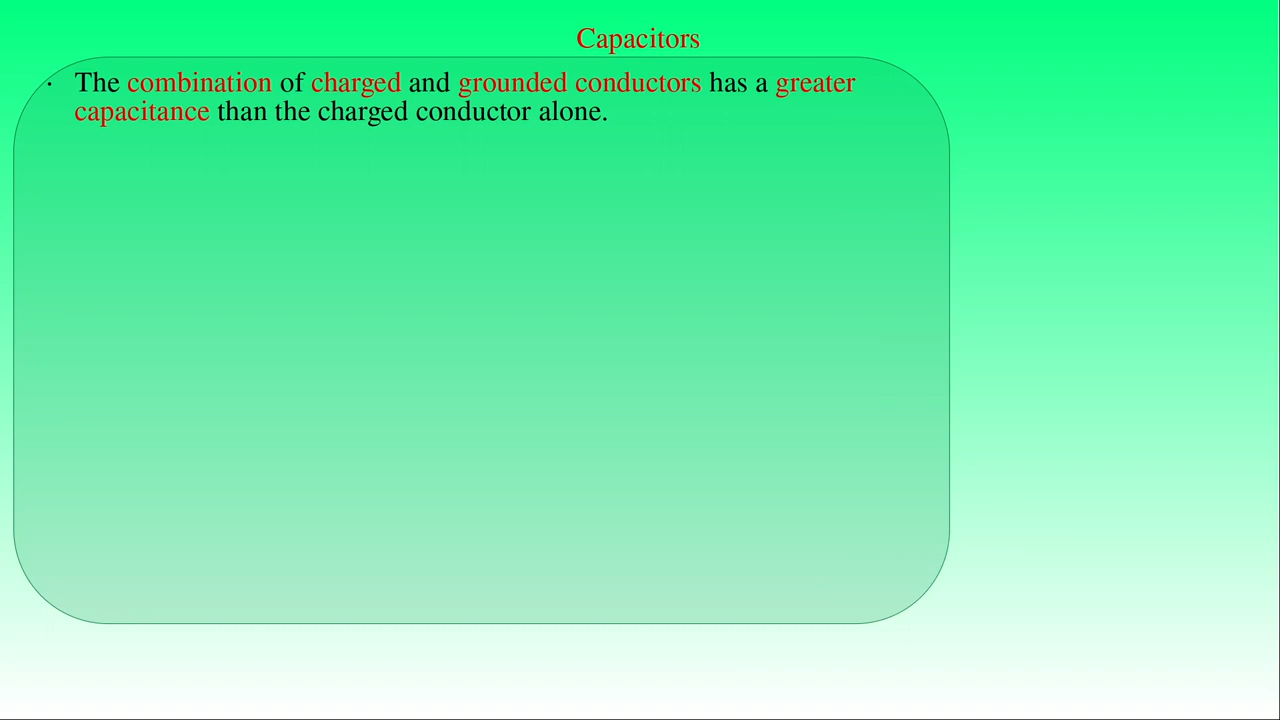 Capacitors
· The combination of charged and grounded conductors has a greater
capacitance than the charged conductor alone.